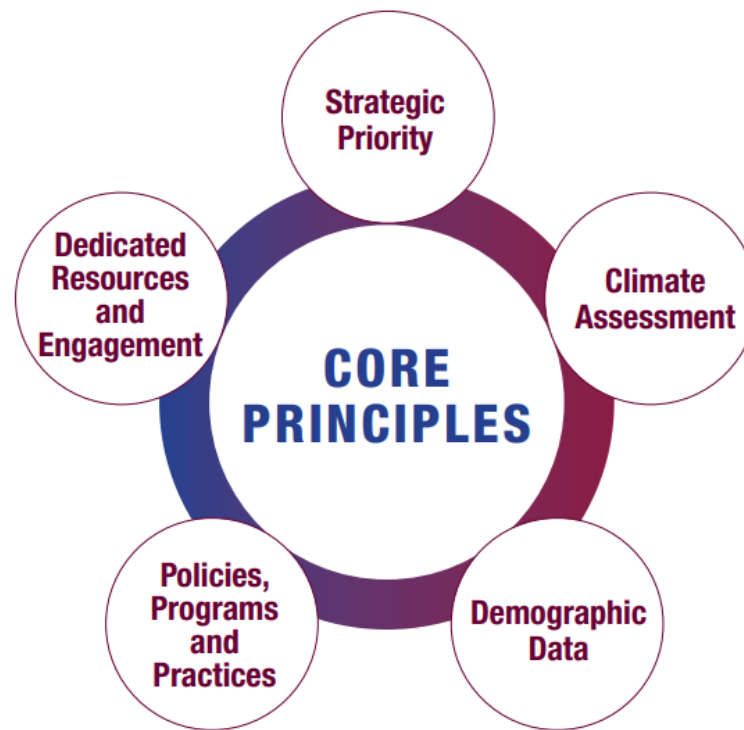 Strategic
Priority
Climate
Assessment
Demographic
Data
Policies,
Programs
and
Practices
Dedicated
Resources
and
Engagement
CORE
PRINCIPLES